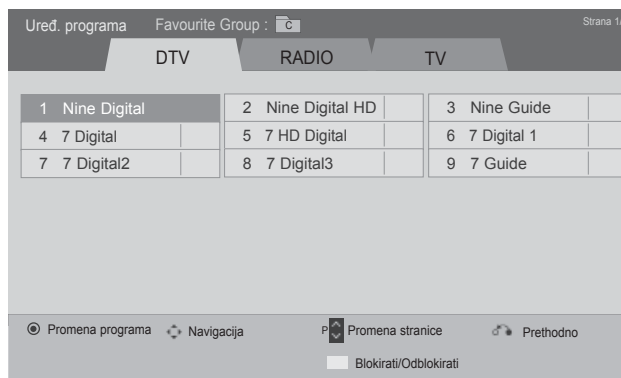 Uređ. programa Favourite Group : C Strana 1/
DTV RADIO TV
1 Nine Digital 2 Nine Digital HD 3 Nine Guide
4 7 Digital 5 7 HD Digital 6 7 Digital 1
7 7 Digital2 8 7 Digital3 9 7 Guide
Promena programa Navigacija P Promena stranice Prethodno
Blokirati/Odblokirati